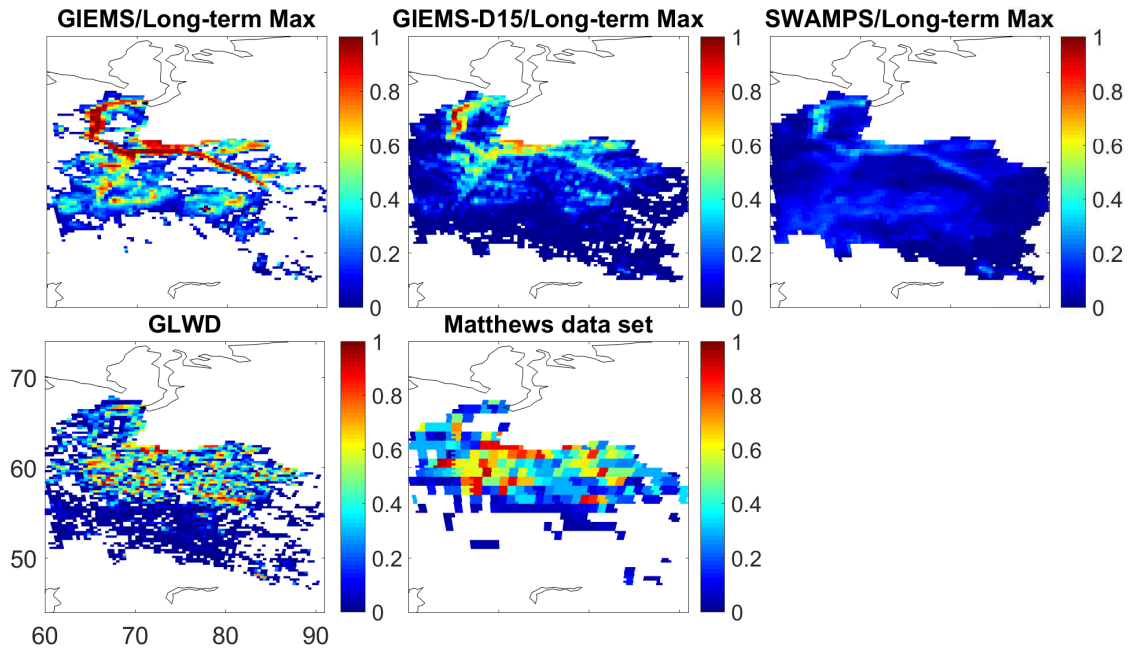 GIEMS/Long-term Max GIEMS-D15/Long-term Max SWAMPS/Long-term Max
1 1 1
0.8 0.8 0.8
0.6 0.6 0.6
0.4 0.4 0.4
0.2 0.2 0.2
0 0 0
GLWD Matthews data set
1 1
70
0.8 0.8
0.6 0.6
60
0.4 0.4
0.2 0.2
50
0 0
60 70 80 90